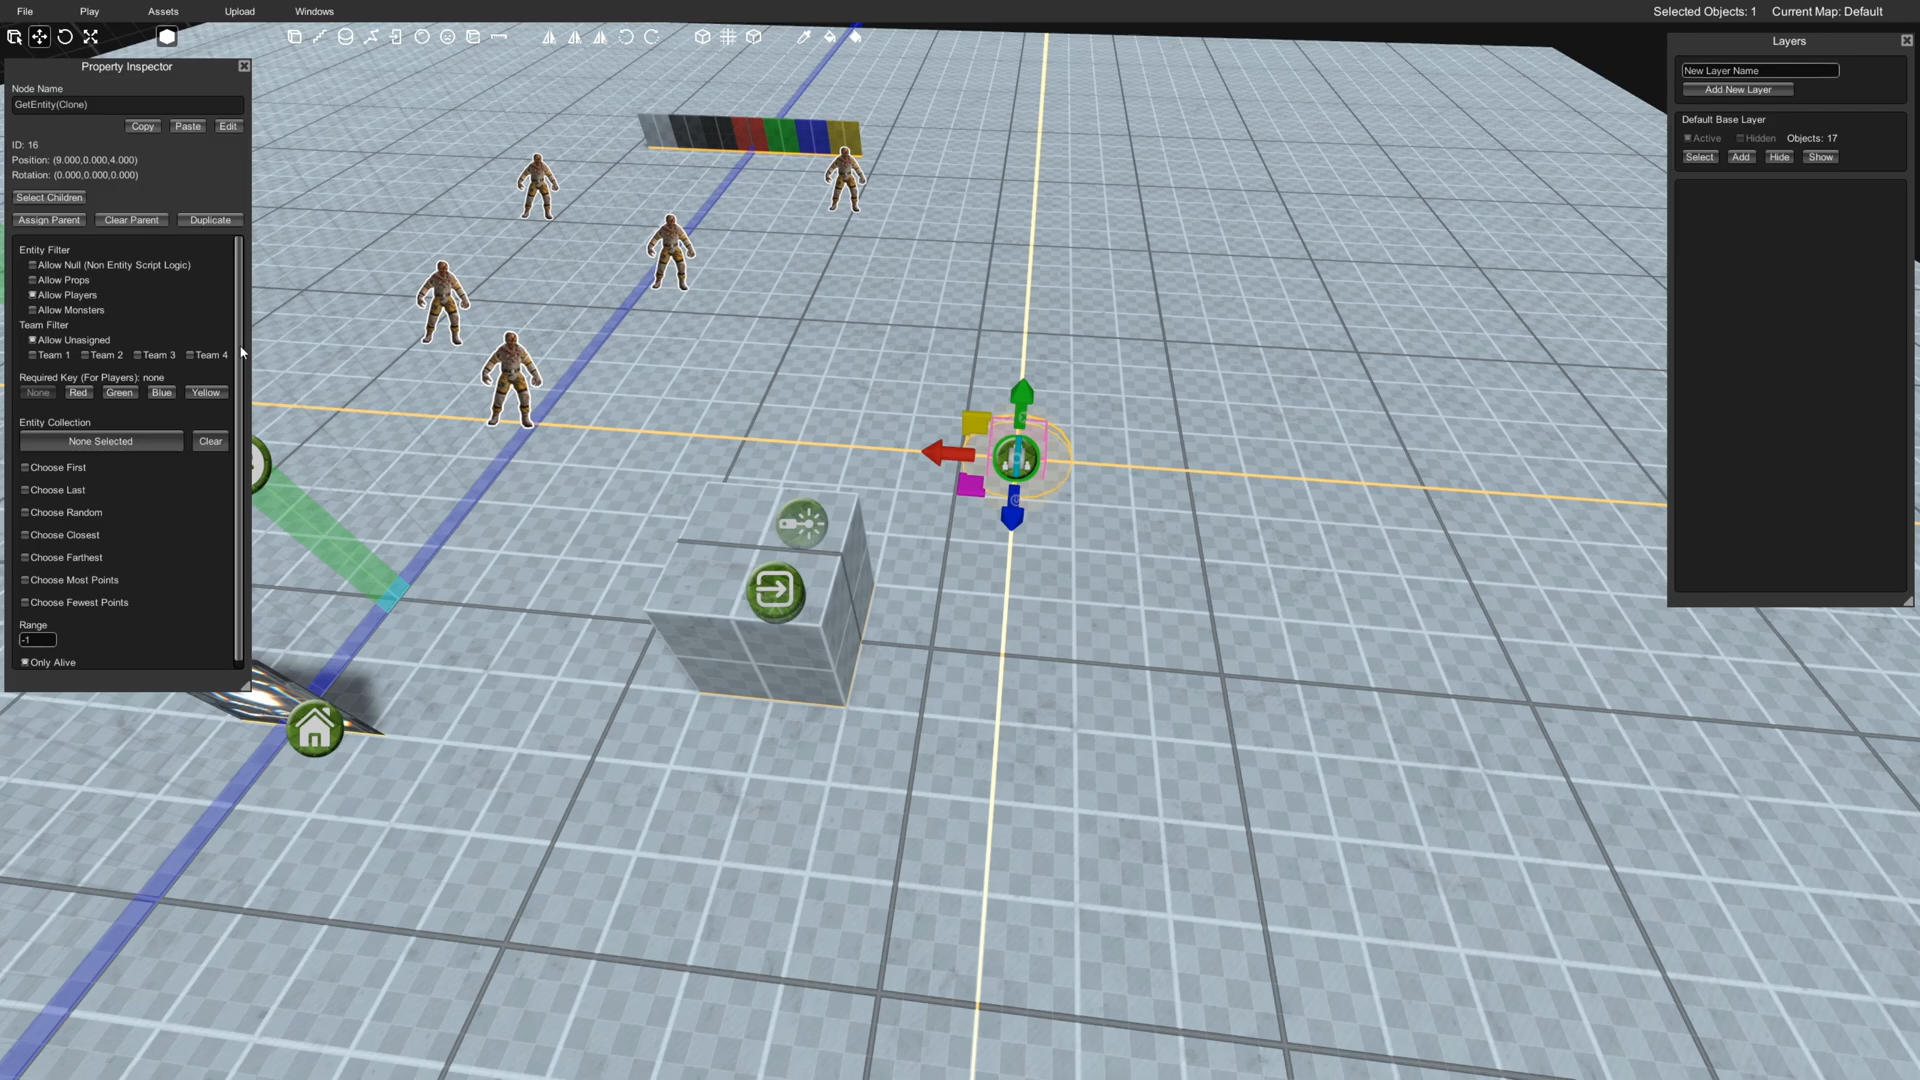 File Play Assets Upload Windows Selected Objects: 1 Current Map: Default
Property Inspector
Node Name
GetEntity(Clone)
Copy Paste Edit
ID: 16
Position: (9.000,0.000,4.000)
Rotation: (0.000,0.000,0.000)
Select Children
Assign Parent Clear Parent Duplicate
Entity Filter
Allow Null (Non Entity Script Logic)
Allow Props
Allow Players
Allow Monsters
Team Filter
Allow Unasigned
Team 1 Team 2 Team 3 Team 4
Required Key (For Players): none
None Red Green Blue Yellow
Entity Collection
None Selected Clear
Choose First
Choose Last
Choose Random
Choose Closest
Choose Farthest
Choose Most Points
Choose Fewest Points
Range
-1
Only Alive
Layers
New Layer Name
Add New Layer
Default Base Layer
Active Hidden Objects: 17
Select Add Hide Show